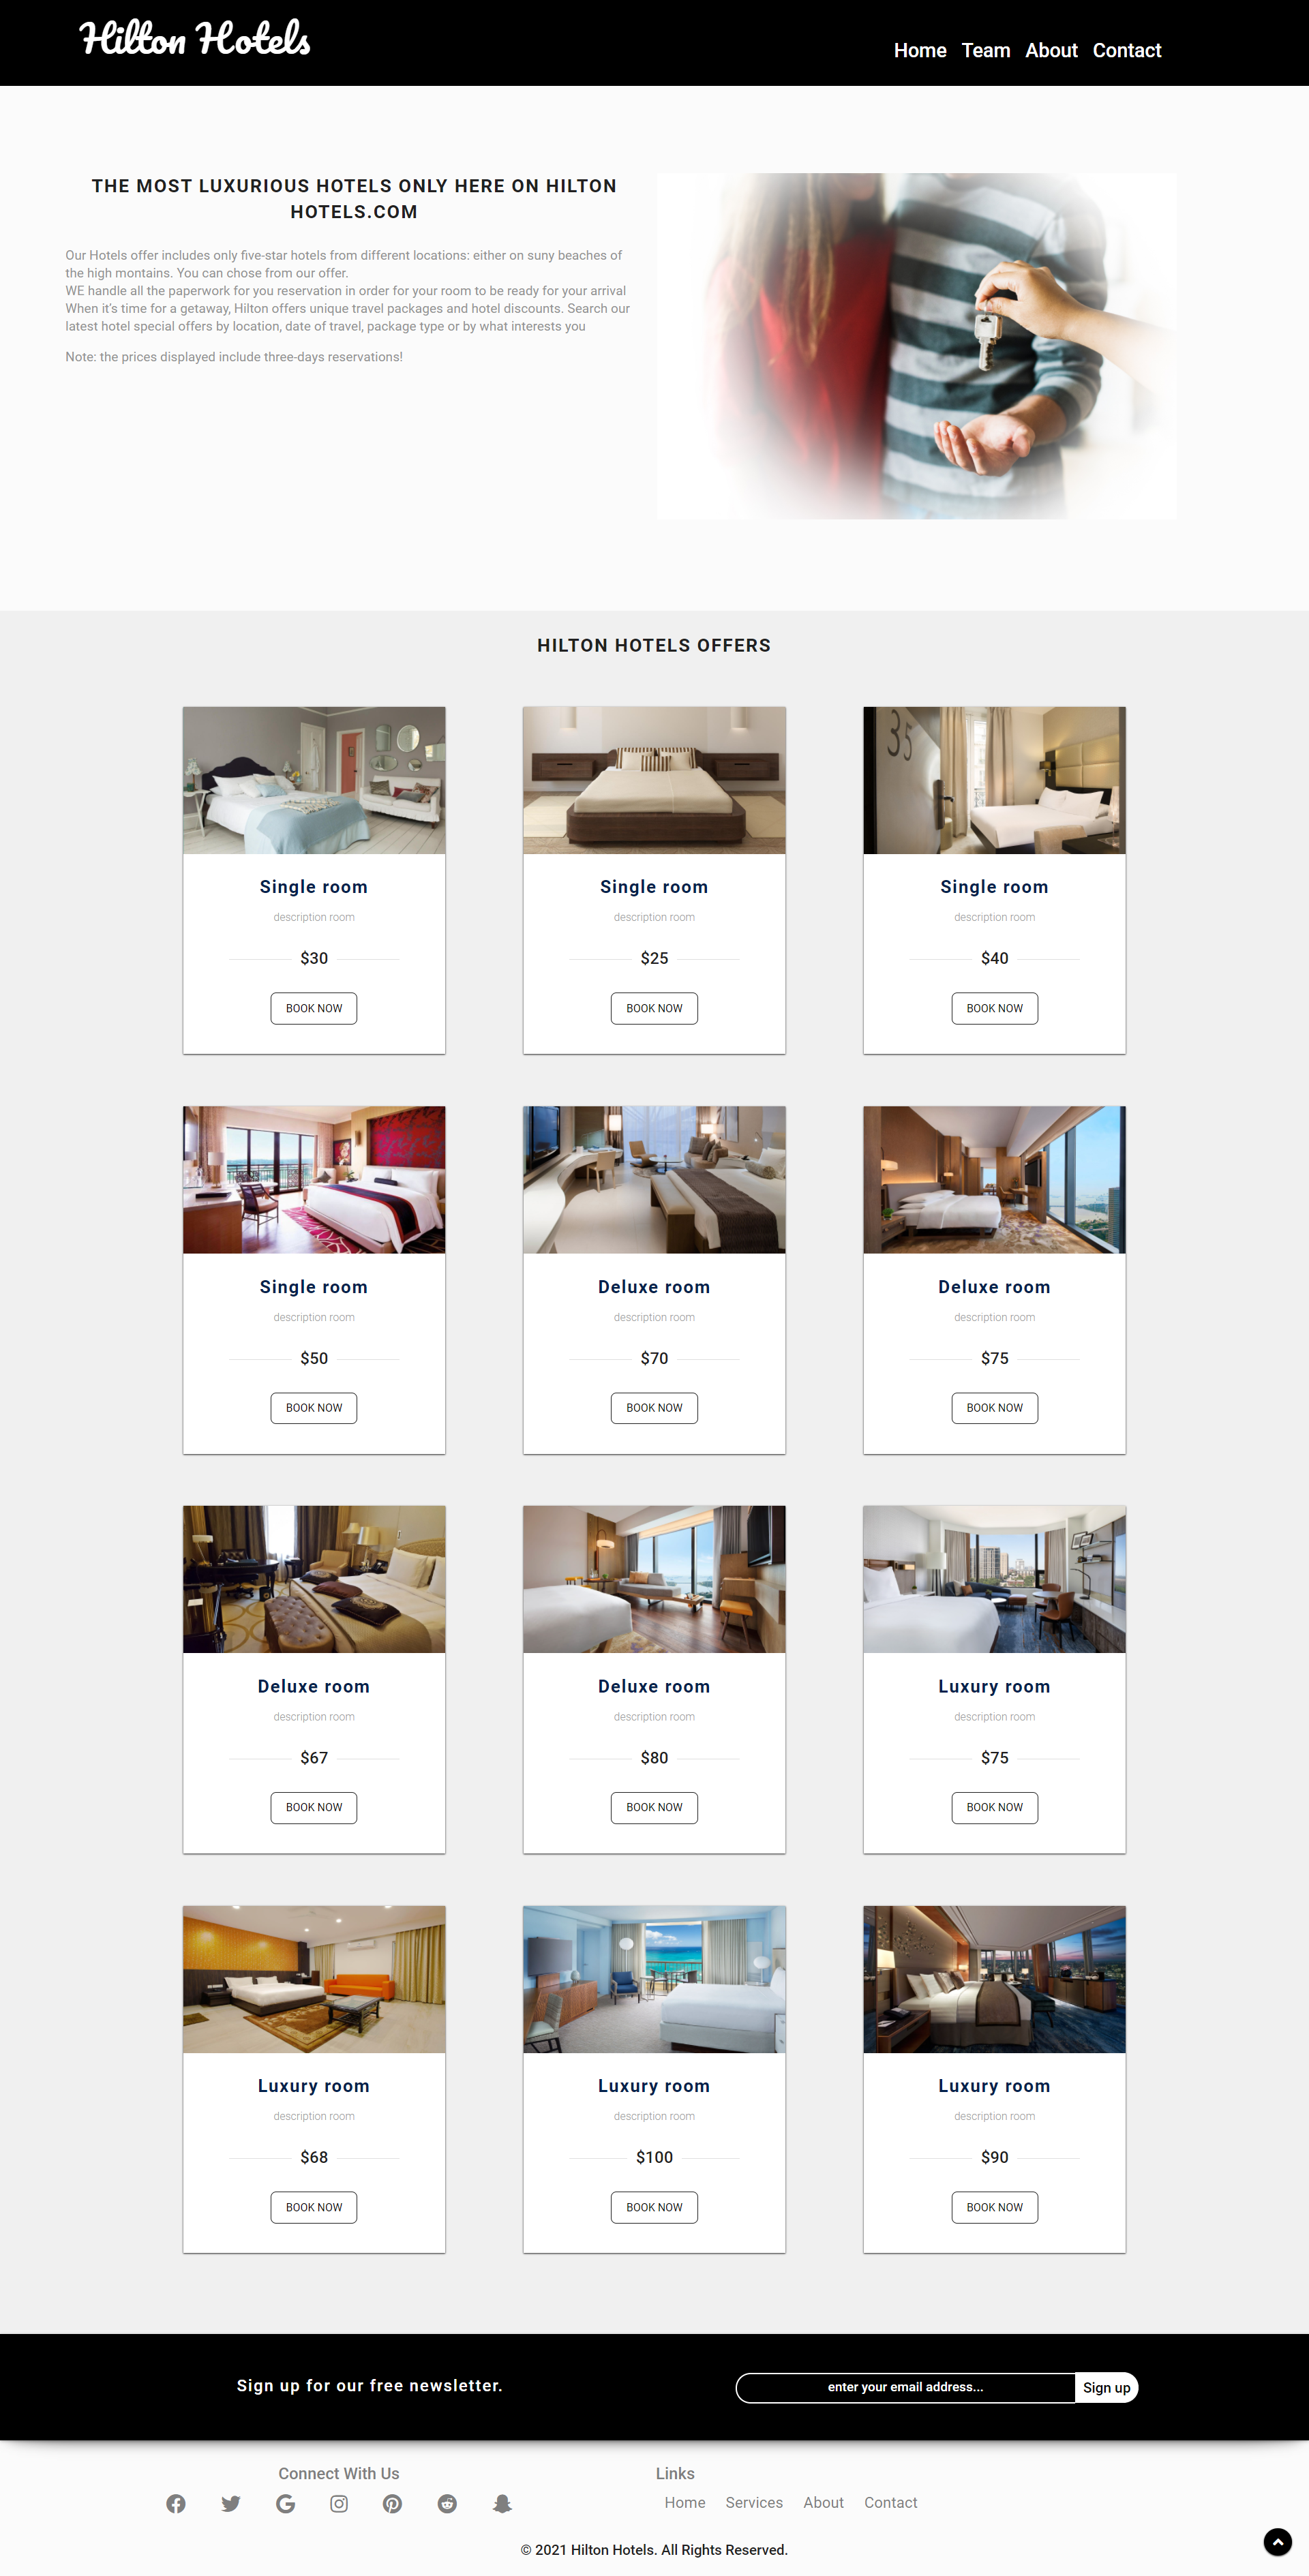 Hilton Hotels
Home Team About Contact
THE MOST LUXURIOUS HOTELS ONLY HERE ON HILTON
HOTELS.COM
Our Hotels offer includes only five-star hotels from different locations: either on suny beaches of
the high montains. You can chose from our offer.
WE handle all the paperwork for you reservation in order for your room to be ready for your arrival
When it's time for a getaway, Hilton offers unique travel packages and hotel discounts. Search our
latest hotel special offers by location, date of travel, package type or by what interests you
Note: the prices displayed include three-days reservations!
HILTON HOTELS OFFERS
35
Single room Single room Single room
description room description room description room
$30 $25 $40
BOOK NOW BOOK NOW BOOK NOW
Single room Deluxe room Deluxe room
description room description room description room
$50 $70 $75
BOOK NOW BOOK NOW BOOK NOW
Deluxe room Deluxe room Luxury room
description room description room description room
$67 $80 $75
BOOK NOW BOOK NOW BOOK NOW
Luxury room Luxury room Luxury room
description room description room description room
$68 $100 $90
BOOK NOW BOOK NOW BOOK NOW
Sign up for our free newsletter. enter your email address... Sign up
Connect With Us Links
Home Services About Contact
© 2021 Hilton Hotels. All Rights Reserved.